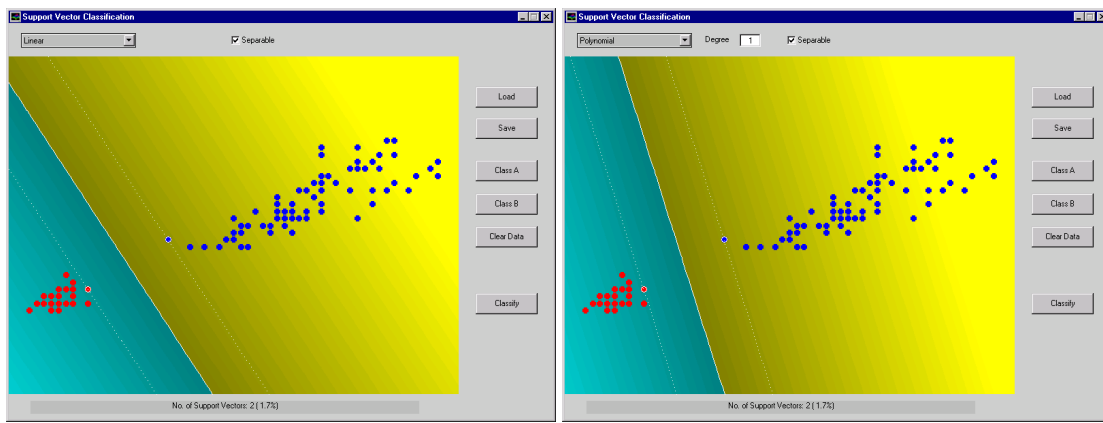 Support Vector Classification
Linear
Separable
Load
Save
Class A
Class B
Clear Data
Classify
No. of Support Vectors: 2 (1.7%)
Support Vector Classification
Polynomial Degree 1 Separable
Load
Save
Class A
Class B
Clear Data
Classify
No. of Support Vectors: 2 (1.7%)